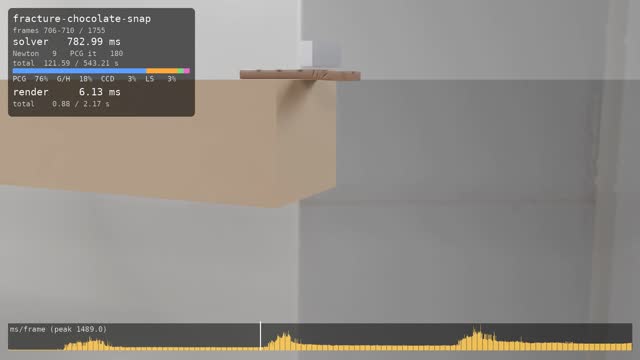 fracture-chocolate-snap
frames 706-710 / 1755
solver 782.99 ms
Newton 9 PCG it 180
total 121.59 / 543.21 s
PCG 76% G/H 18% CCD 3% LS 3%
render 6.13 ms
total 0.88 / 2.17 s
ms/frame (peak 1489.0)